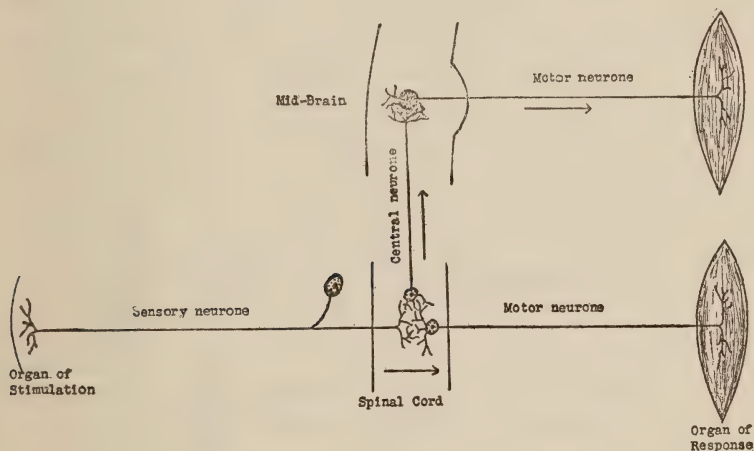 Motor neurone
Mid-Brain
Central neurone
Sensory neurone
Motor neurone
Organ of
Stimulation
Spinal Cord
Organ of
Response